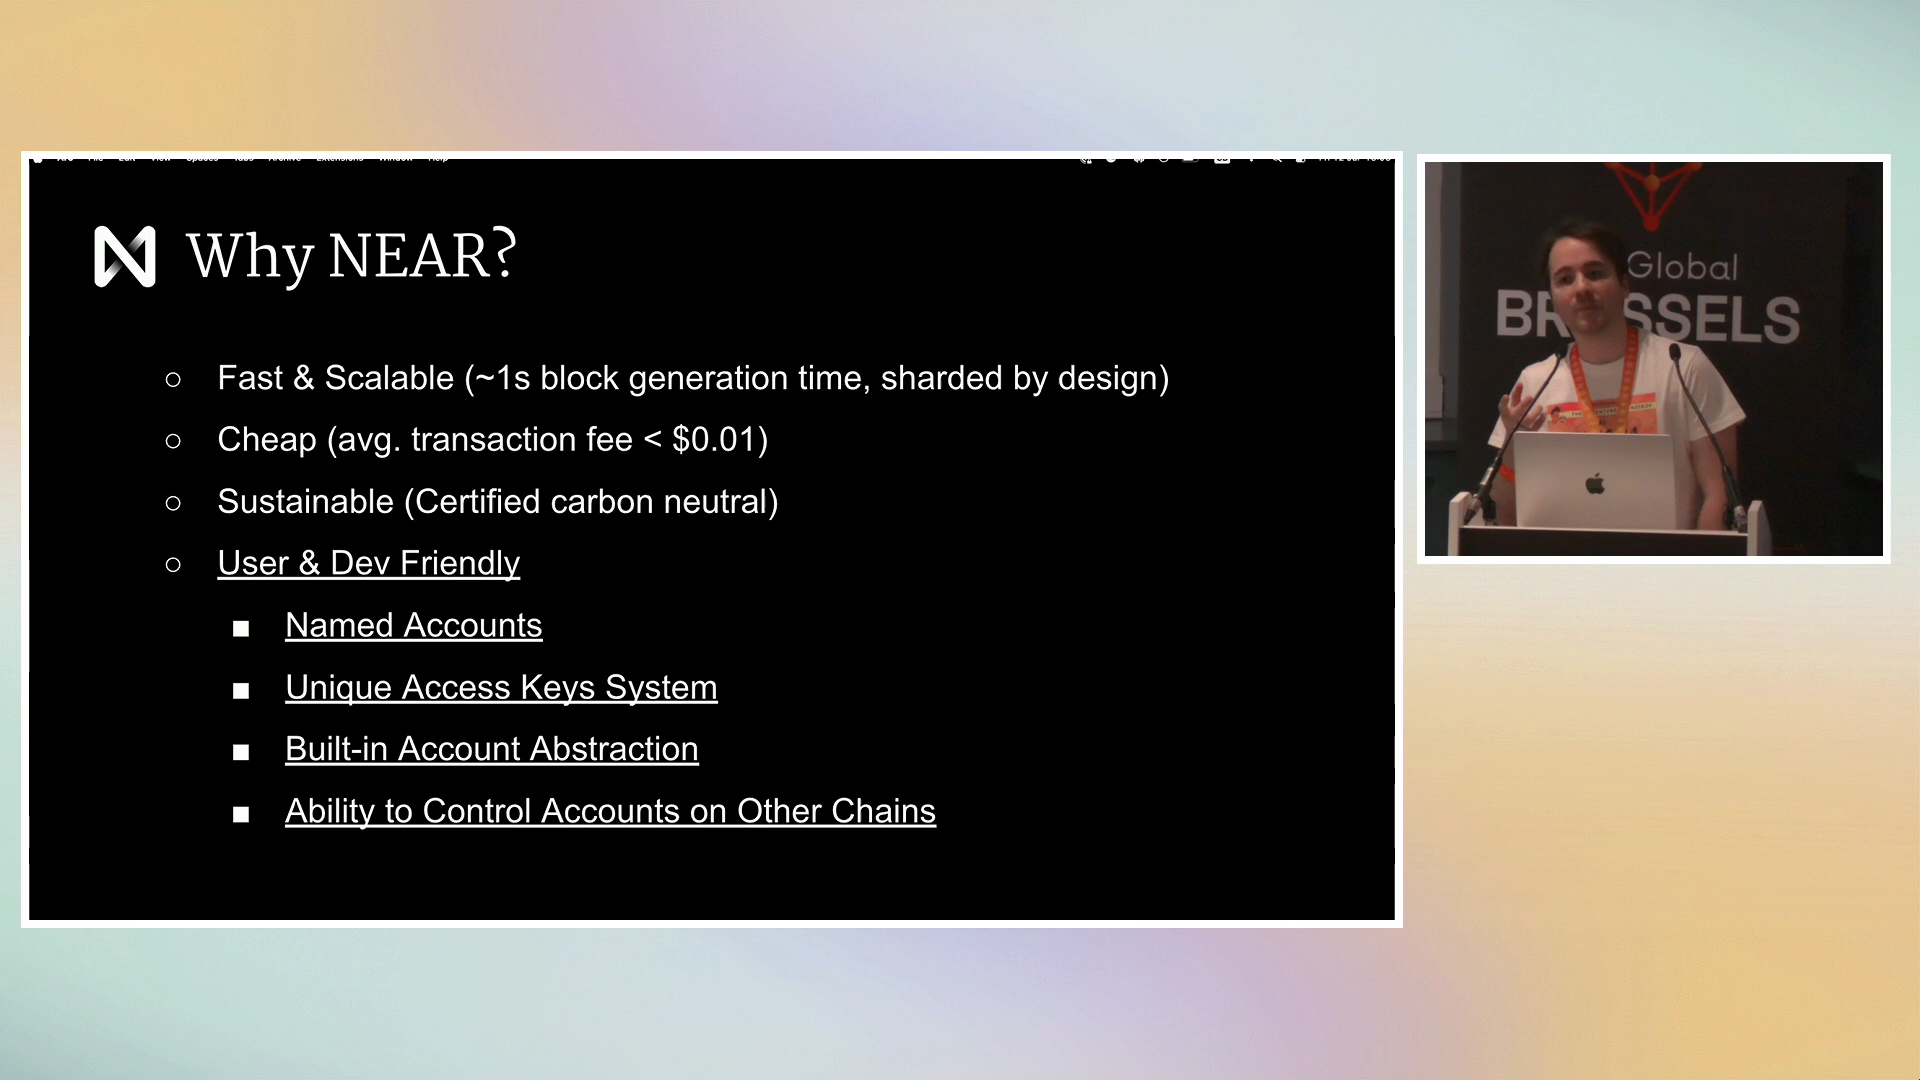 Why NEAR?
Fast & Scalable (~1s block generation time, sharded by design)
Cheap (avg. transaction fee < $0.01)
Sustainable (Certified carbon neutral)
User & Dev Friendly
Named Accounts
Unique Access Keys System
Built-in Account Abstraction
Ability to Control Accounts on Other Chains
Global